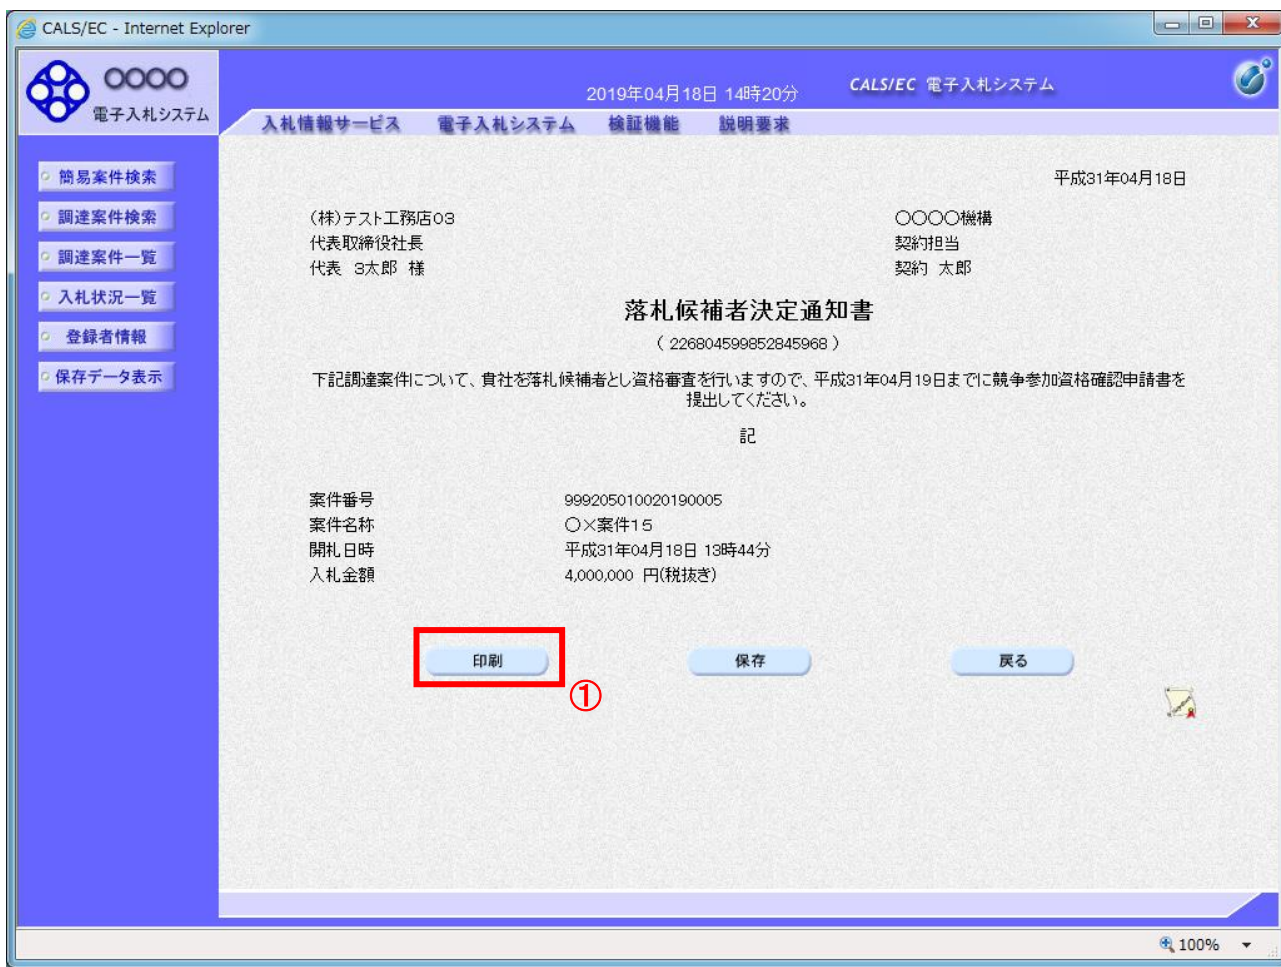 CALS/EC - Internet Explorer
OOOO
電子入札システム
2019年04月18日 14時20分
CALS/EC 電子入札システム
入札情報サービス 電子入札システム 検証機能 説明要求
簡易案件検索
調達案件検索
調達案件一覧
入札状況一覧
登録者情報
保存データ表示
平成31年04月18日
(株)テスト工務店03
代表取締役社長
代表 3太郎 様
〇〇〇〇機構
契約担当
契約 太郎
落札候補者決定通知書
( 226804599852845968 )
下記調達案件について、貴社を落札候補者とし資格審査を行いますので、平成31年04月19日までに競争参加資格確認申請書を
提出してください。
記
案件番号 999205010020190005
案件名称 〇×案件15
開札日時 平成31年04月18日 13時44分
入札金額 4,000,000 円(税抜き)
印刷 保存 戻る
①
100%